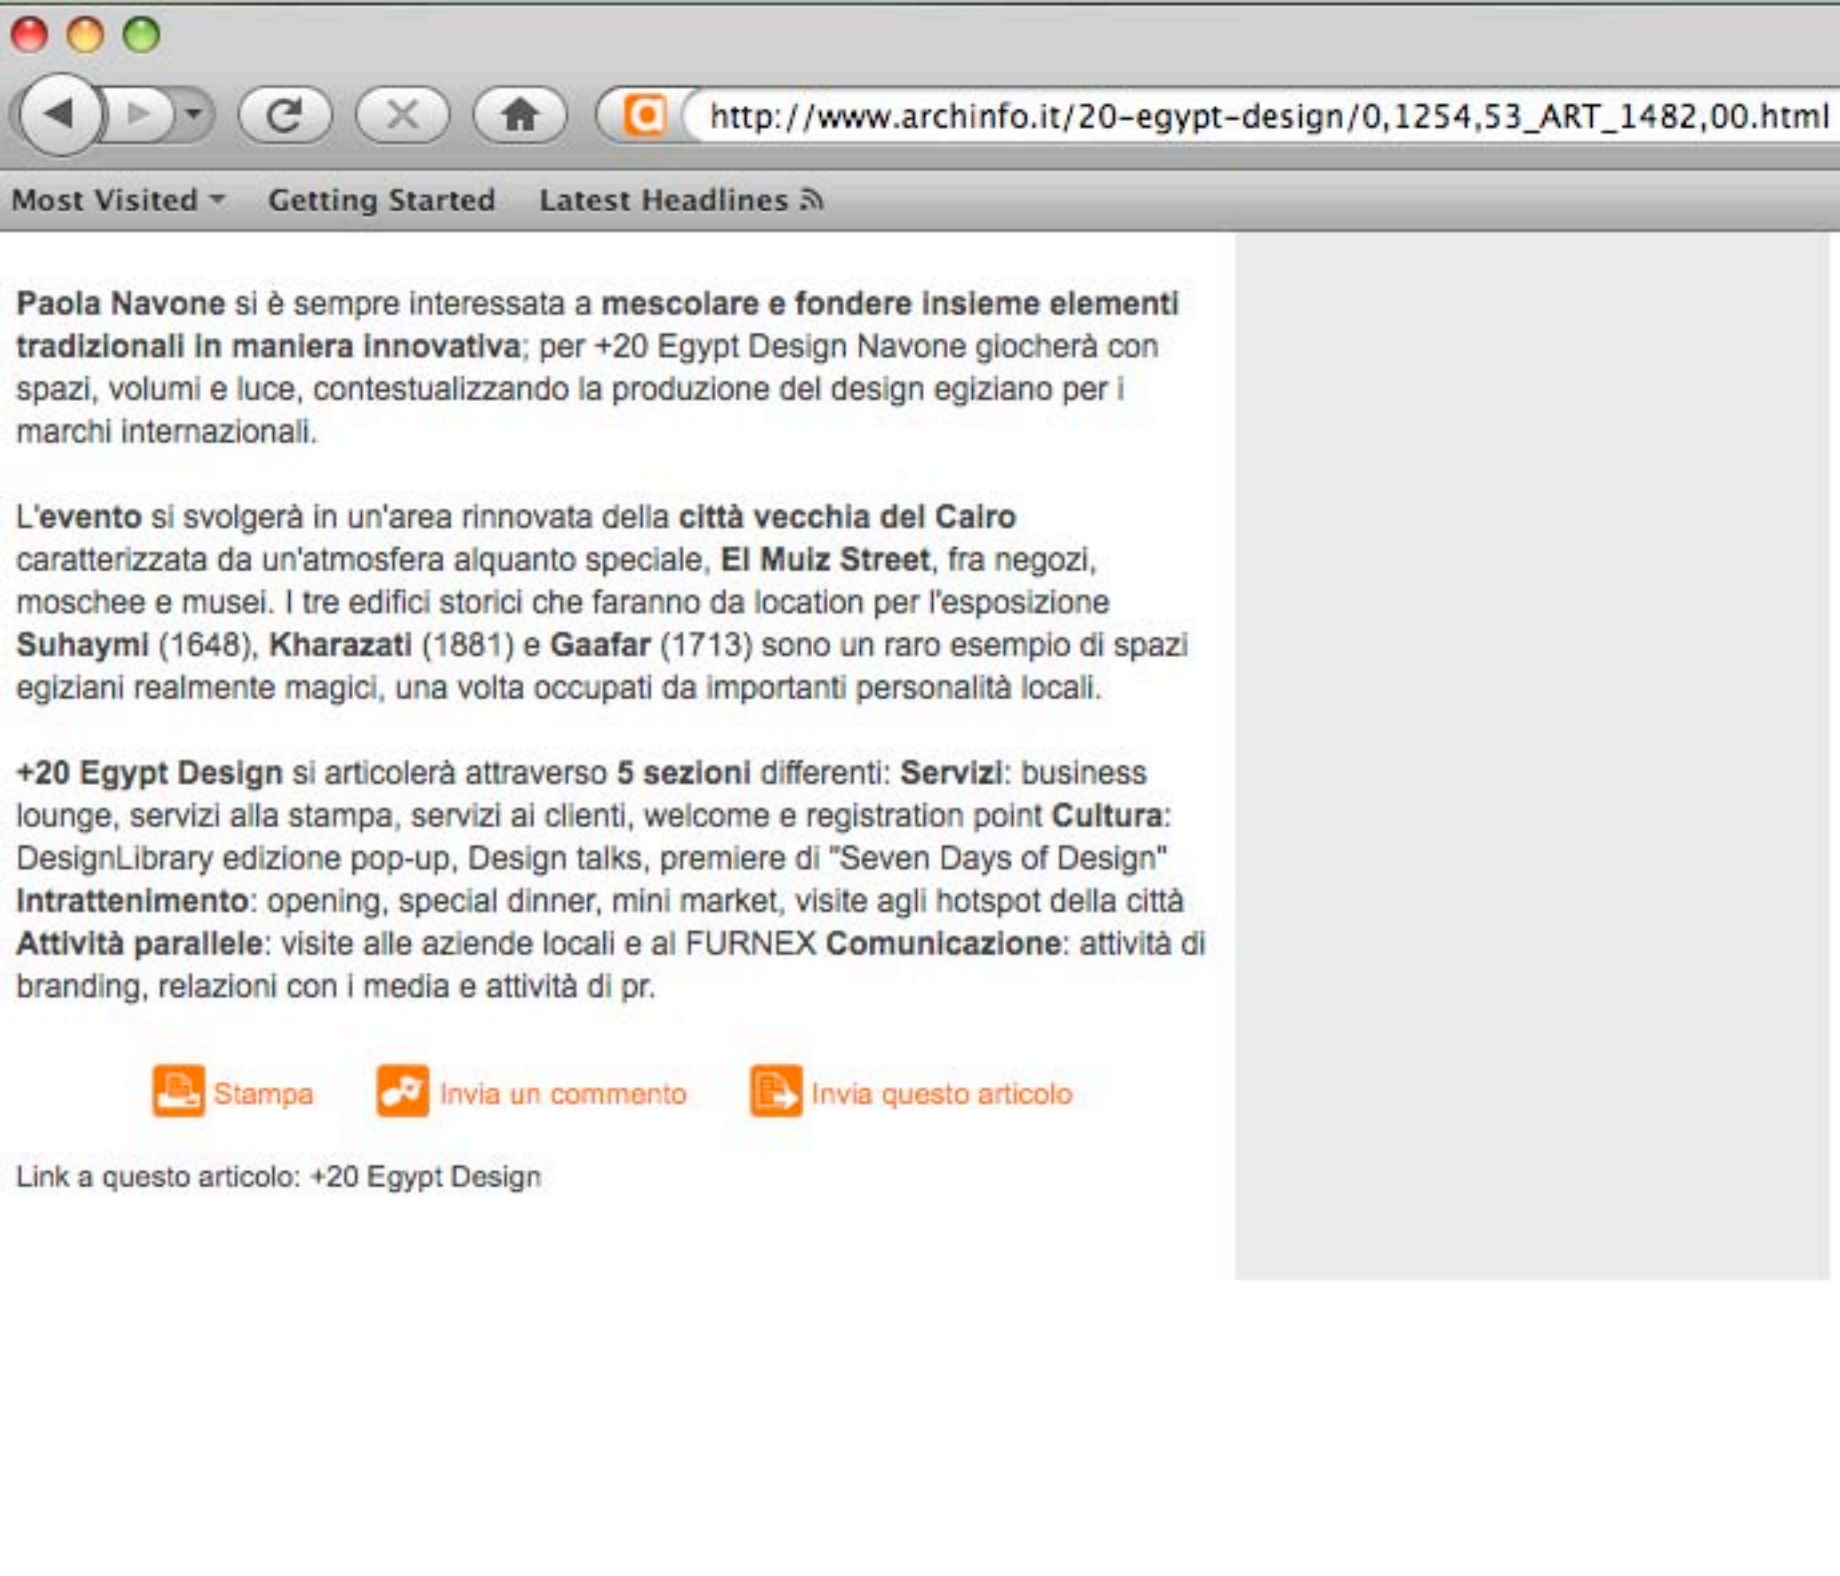 http://www.archinfo.it/20-egypt-design/0,1254,53_ART_1482,00.html
Most Visited Getting Started Latest Headlines
Paola Navone si è sempre interessata a mescolare e fondere insieme elementi
tradizionali in maniera innovativa; per +20 Egypt Design Navone giocherà con
spazi, volumi e luce, contestualizzando la produzione del design egiziano per i
marchi internazionali.
L'evento si svolgerà in un'area rinnovata della città vecchia del Cairo
caratterizzata da un'atmosfera alquanto speciale, El Muiz Street, fra negozi,
moschee e musei. I tre edifici storici che faranno da location per l'esposizione
Suhaymi (1648), Kharazati (1881) e Gaafar (1713) sono un raro esempio di spazi
egiziani realmente magici, una volta occupati da importanti personalità locali.
+20 Egypt Design si articolerà attraverso 5 sezioni differenti: Servizi: business
lounge, servizi alla stampa, servizi ai clienti, welcome e registration point Cultura:
DesignLibrary edizione pop-up, Design talks, premiere di "Seven Days of Design"
Intrattenimento: opening, special dinner, mini market, visite agli hotspot della città
Attività parallele: visite alle aziende locali e al FURNEX Comunicazione: attività di
branding, relazioni con i media e attività di pr.
Stampa Invia un commento Invia questo articolo
Link a questo articolo: +20 Egypt Design